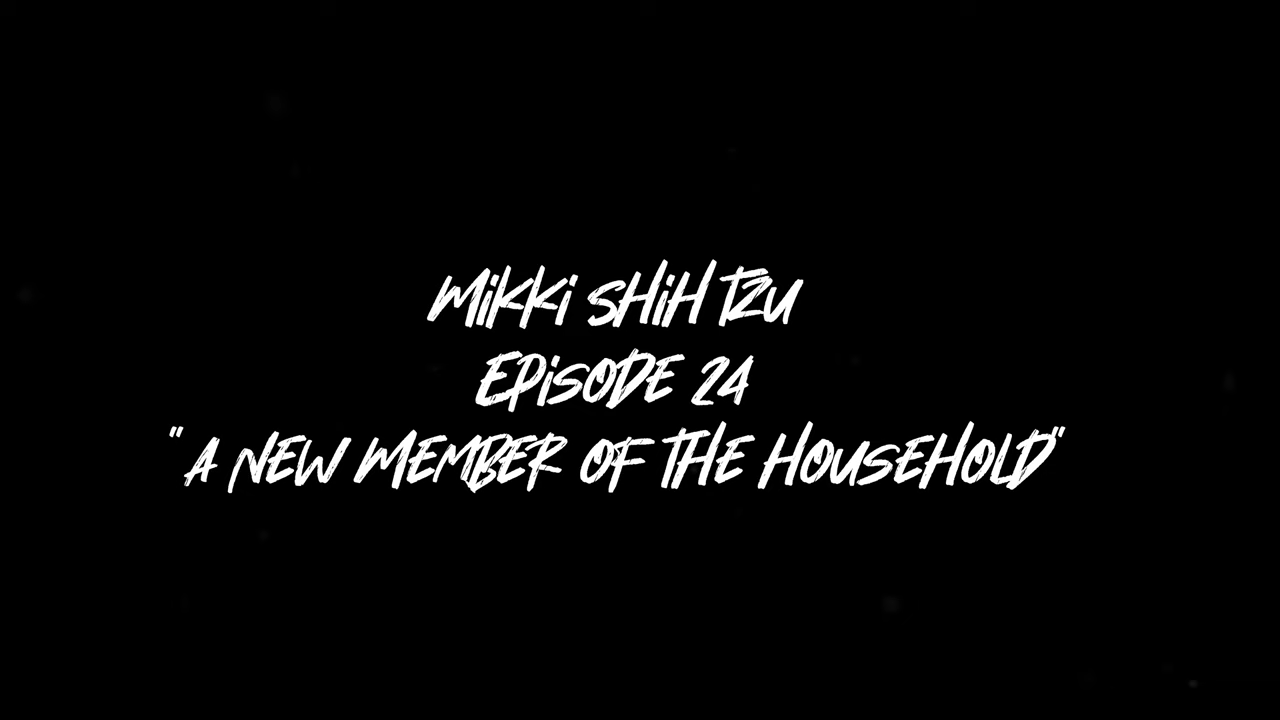 MiKKi SHiH TZU
EPiSODE 24
"A NEW MEMBER OF THE HOUSEHOLD"